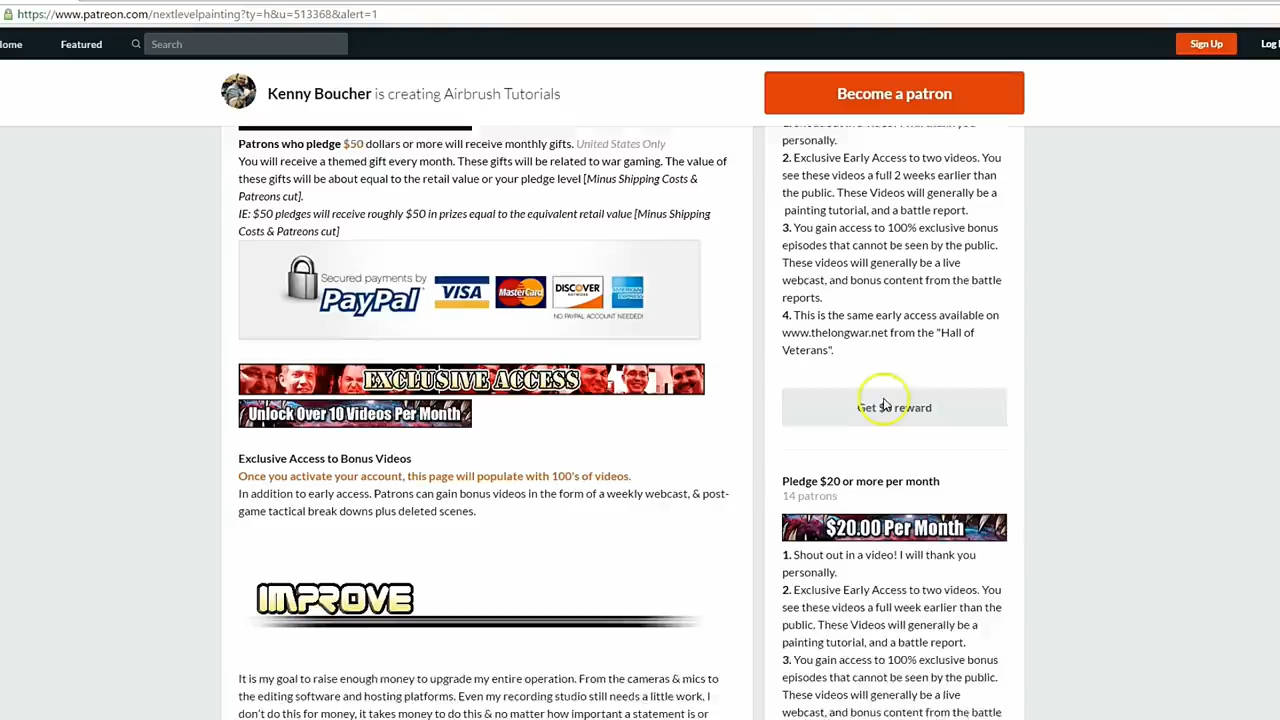 https://www.patreon.com/nextlevelpainting?ty=h&u=513368&alert=1
Home
Featured
Search
Sign Up
Log
Kenny Boucher is creating Airbrush Tutorials
Become a patron
Patrons who pledge $50 dollars or more will receive monthly gifts. United States Only
You will receive a themed gift every month. These gifts will be related to war gaming. The value of
these gifts will be about equal to the retail value or your pledge level [Minus Shipping Costs &
Patreons cut].
IE: $50 pledges will receive roughly $50 in prizes equal to the equivalent retail value [Minus Shipping
Costs & Patreons cut]
Secured payments by
PayPal
VISA
MasterCard
DISCOVER
NETWORK
AMERICAN
EXPRESS
NO PAYPAL ACCOUNT NEEDED!
EXCLUSIVE ACCESS
Unlock Over 10 Videos Per Month
Exclusive Access to Bonus Videos
Once you activate your account, this page will populate with 100's of videos.
In addition to early access. Patrons can gain bonus videos in the form of a weekly webcast, & post-
game tactical break downs plus deleted scenes.
IMPROVE
It is my goal to raise enough money to upgrade my entire operation. From the cameras & mics to
the editing software and hosting platforms. Even my recording studio still needs a little work. I
don't do this for money, it takes money to do this & no matter how important a statement is or
personally.
2. Exclusive Early Access to two videos. You
see these videos a full 2 weeks earlier than
the public. These Videos will generally be a
painting tutorial, and a battle report.
3. You gain access to 100% exclusive bonus
episodes that cannot be seen by the public.
These videos will generally be a live
webcast, and bonus content from the battle
reports.
4. This is the same early access available on
www.thelongwar.net from the "Hall of
Veterans".
Get reward
Pledge $20 or more per month
14 patrons
$20.00 Per Month
1. Shout out in a video! I will thank you
personally.
2. Exclusive Early Access to two videos. You
see these videos a full week earlier than the
public. These Videos will generally be a
painting tutorial, and a battle report.
3. You gain access to 100% exclusive bonus
episodes that cannot be seen by the public.
These videos will generally be a live
webcast, and bonus content from the battle